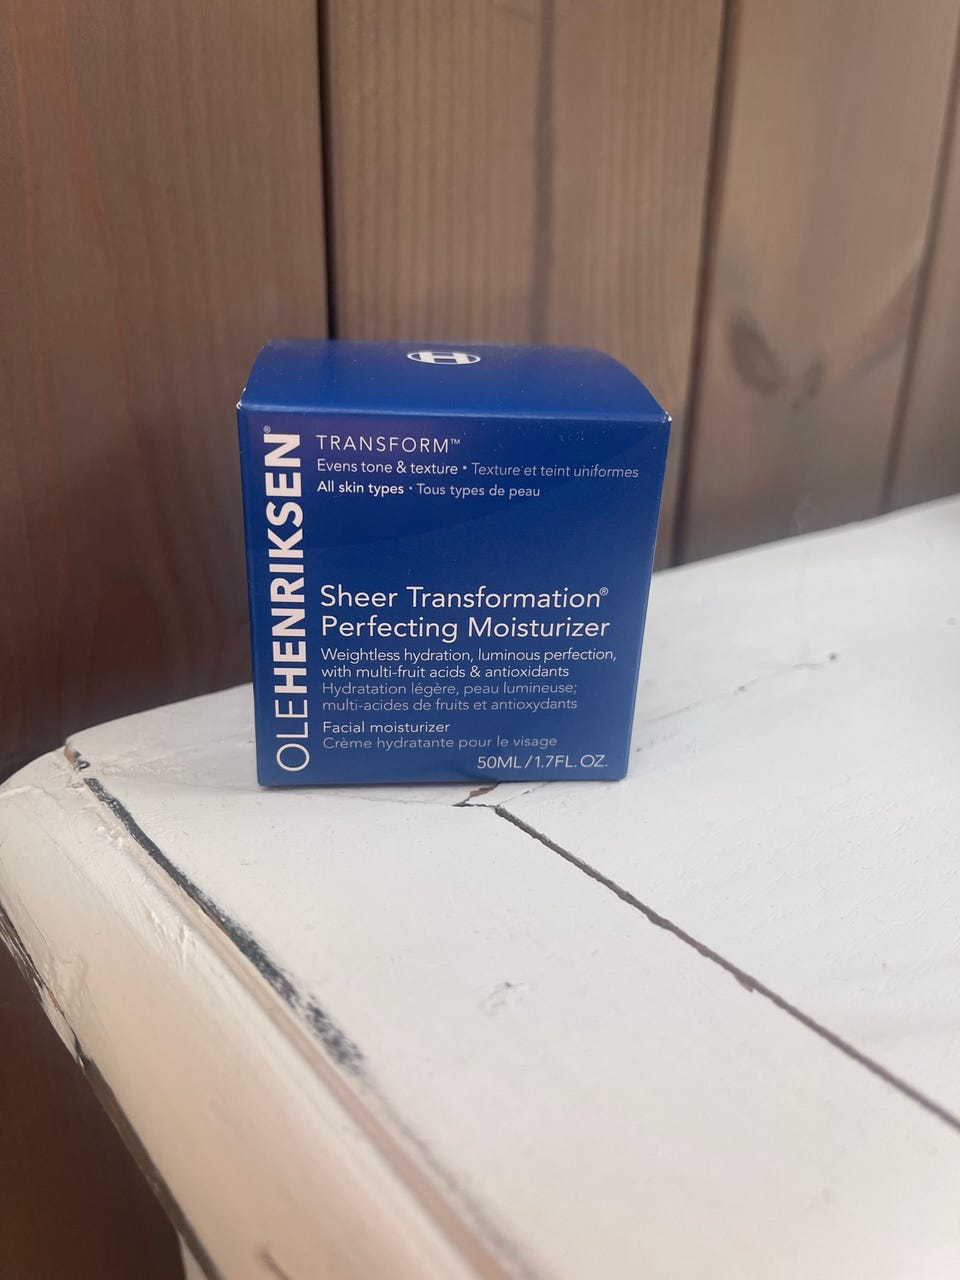 H
OLEHENRIKSEN®
TRANSFORM™
Evens tone & texture • Texture et teint uniformes
All skin types • Tous types de peau
Sheer Transformation®
Perfecting Moisturizer
Weightless hydration, luminous perfection,
with multi-fruit acids & antioxidants
Hydratation légère, peau lumineuse;
multi-acides de fruits et antioxydants
Facial moisturizer
Crème hydratante pour le visage
50ML/1.7FL. OZ.